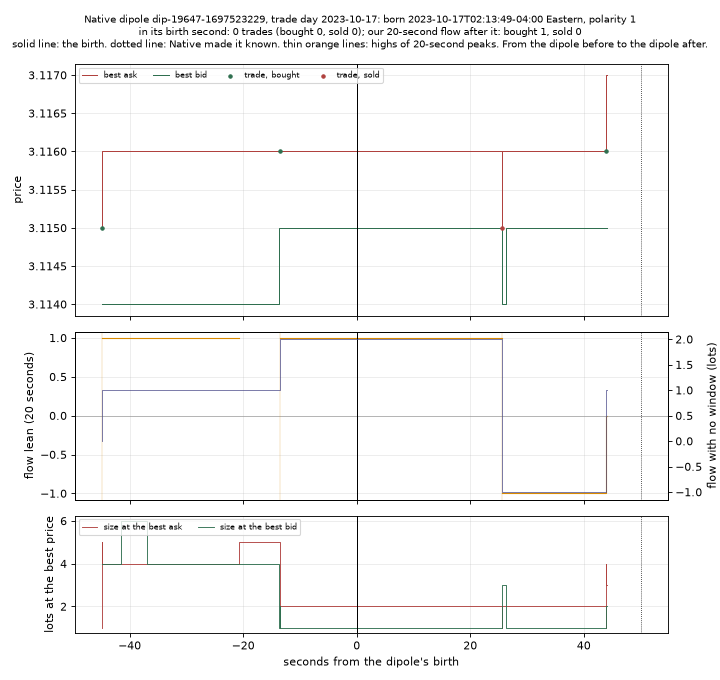 Native dipole dip-19647-1697523229, trade day 2023-10-17: born 2023-10-17T02:13:49-04:00 Eastern, polarity 1
in its birth second: 0 trades (bought 0, sold 0); our 20-second flow after it: bought 1, sold 0
solid line: the birth. dotted line: Native made it known. thin orange lines: highs of 20-second peaks. From the dipole before to the dipole after.
best ask best bid trade, bought trade, sold
3.1170
3.1165
3.1160
3.1155
3.1150
3.1145
3.1140
price
1.0
0.5
0.0
−0.5
−1.0
flow lean (20 seconds)
2.0
1.5
1.0
0.5
0.0
−0.5
−1.0
flow with no window (lots)
size at the best ask size at the best bid
6
4
2
lots at the best price
−40 −20 0 20 40
seconds from the dipole's birth